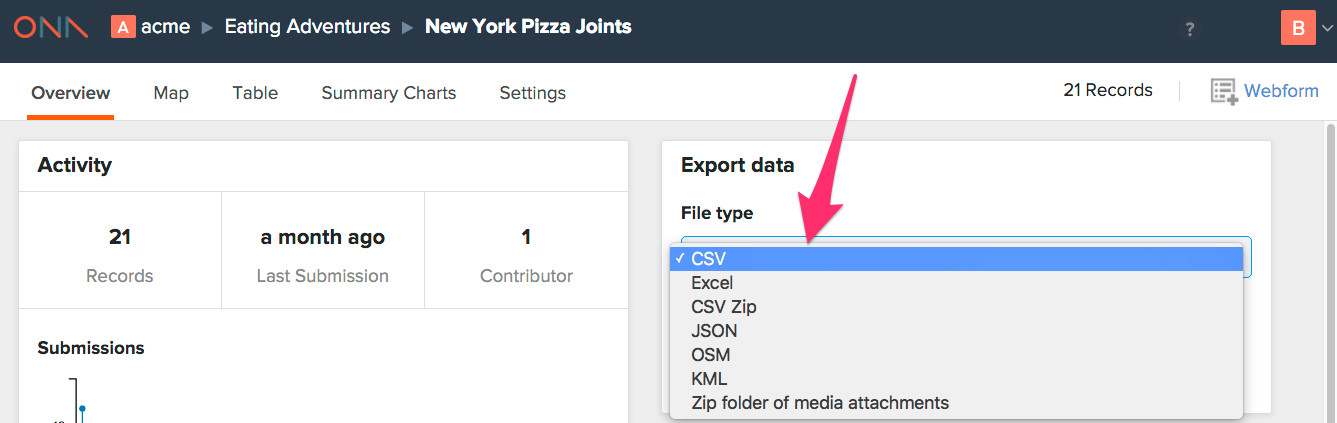 ONA A acme ▶ Eating Adventures ▶ New York Pizza Joints ? B
Overview Map Table Summary Charts Settings 21 Records Webform
Activity
21 a month ago 1
Records Last Submission Contributor
Submissions
Export data
File type
✓ CSV
Excel
CSV Zip
JSON
OSM
KML
Zip folder of media attachments